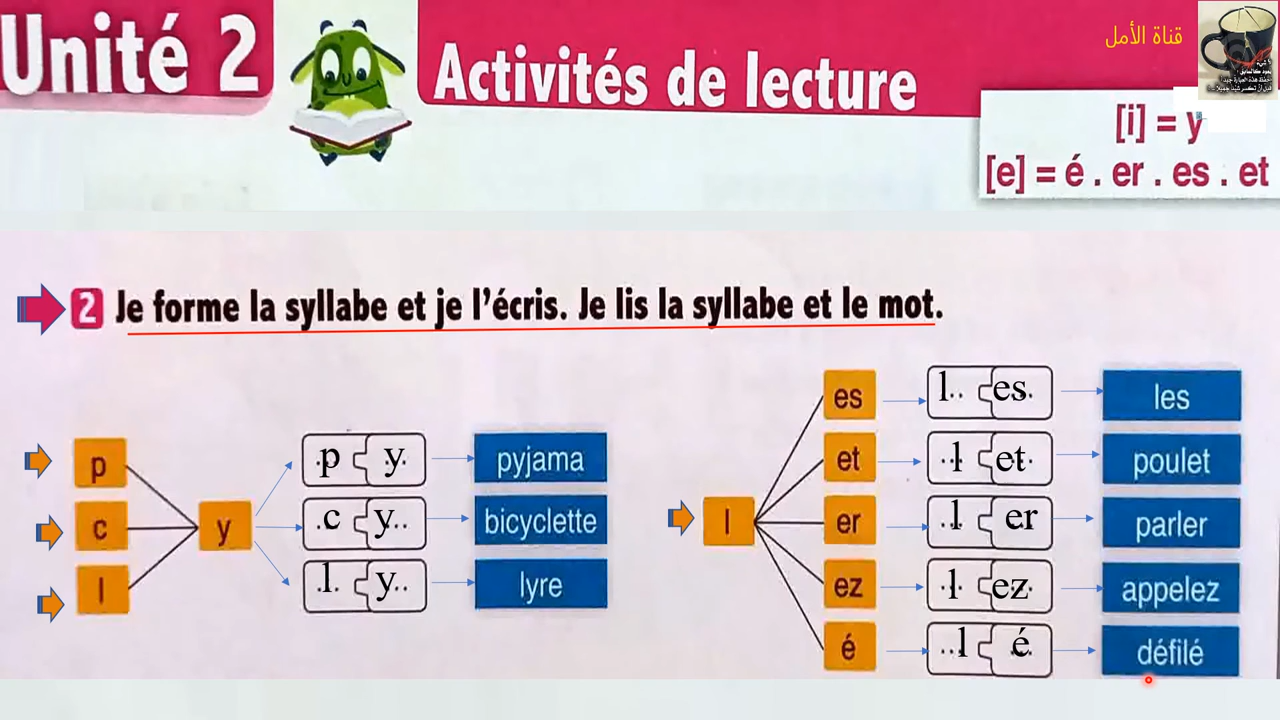 Unité 2
Activités de lecture
قناة الأمل
[i] = y
[e] = é . er . es . et
2 Je forme la syllabe et je l'écris. Je lis la syllabe et le mot.
p
c
l
y
p y
c y
l y
pyjama
bicyclette
lyre
l
es
et
er
ez
é
l es
l et
l er
l ez
l é
les
poulet
parler
appelez
défilé